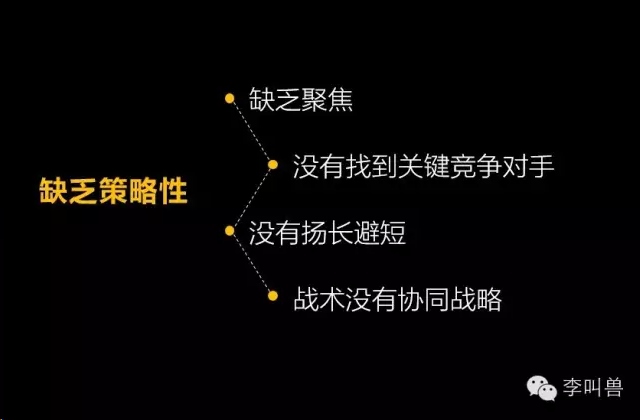 缺乏聚焦
没有找到关键竞争对手
缺乏策略性
没有扬长避短
战术没有协同战略
李叫兽